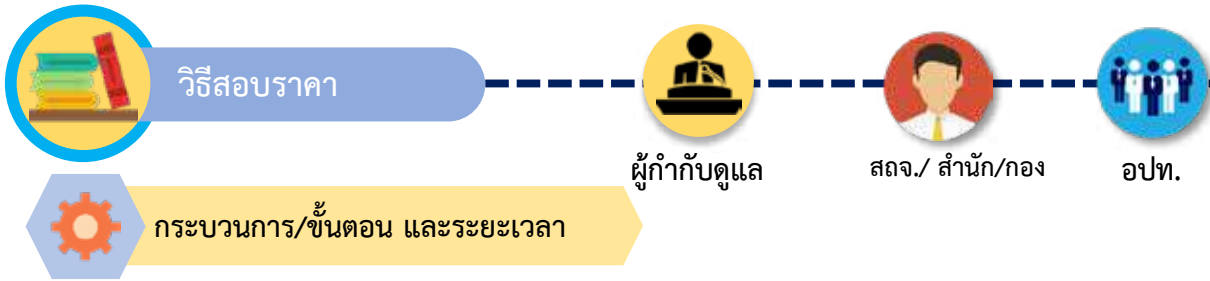 วิธีสอบราคา
ผู้กำกับดูแล
สถจ./ สำนัก/กอง
อปท.
กระบวนการ/ขั้นตอน และระยะเวลา